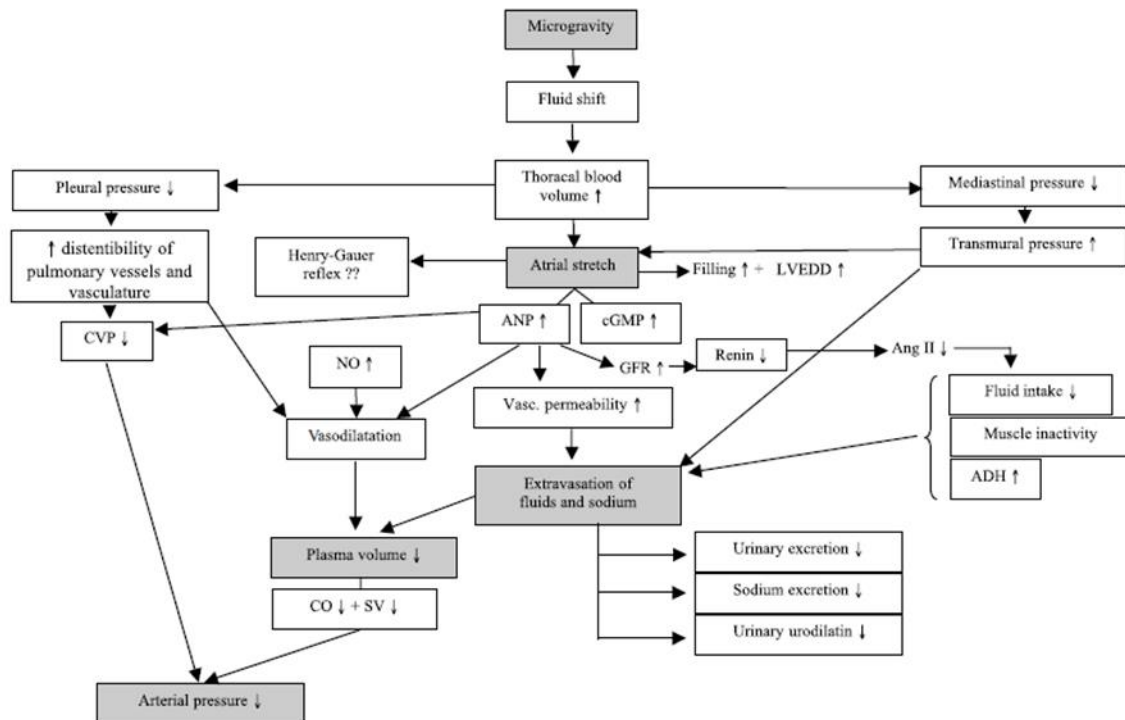 Microgravity
Fluid shift
Thoracal blood
volume ↑
Pleural pressure ↓
Mediastinal pressure ↓
↑ distentibility of
pulmonary vessels and
vasculature
Henry-Gauer
reflex ??
Atrial stretch
Filling ↑ + LVEDD ↑
Transmural pressure ↑
CVP ↓
ANP ↑
cGMP ↑
NO ↑
GFR ↑
Renin ↓
Ang II ↓
Vasc. permeability ↑
Fluid intake ↓
Vasodilatation
Muscle inactivity
ADH ↑
Extravasation of
fluids and sodium
Plasma volume ↓
Urinary excretion ↓
CO ↓ + SV ↓
Sodium excretion ↓
Urinary urodilatin ↓
Arterial pressure ↓